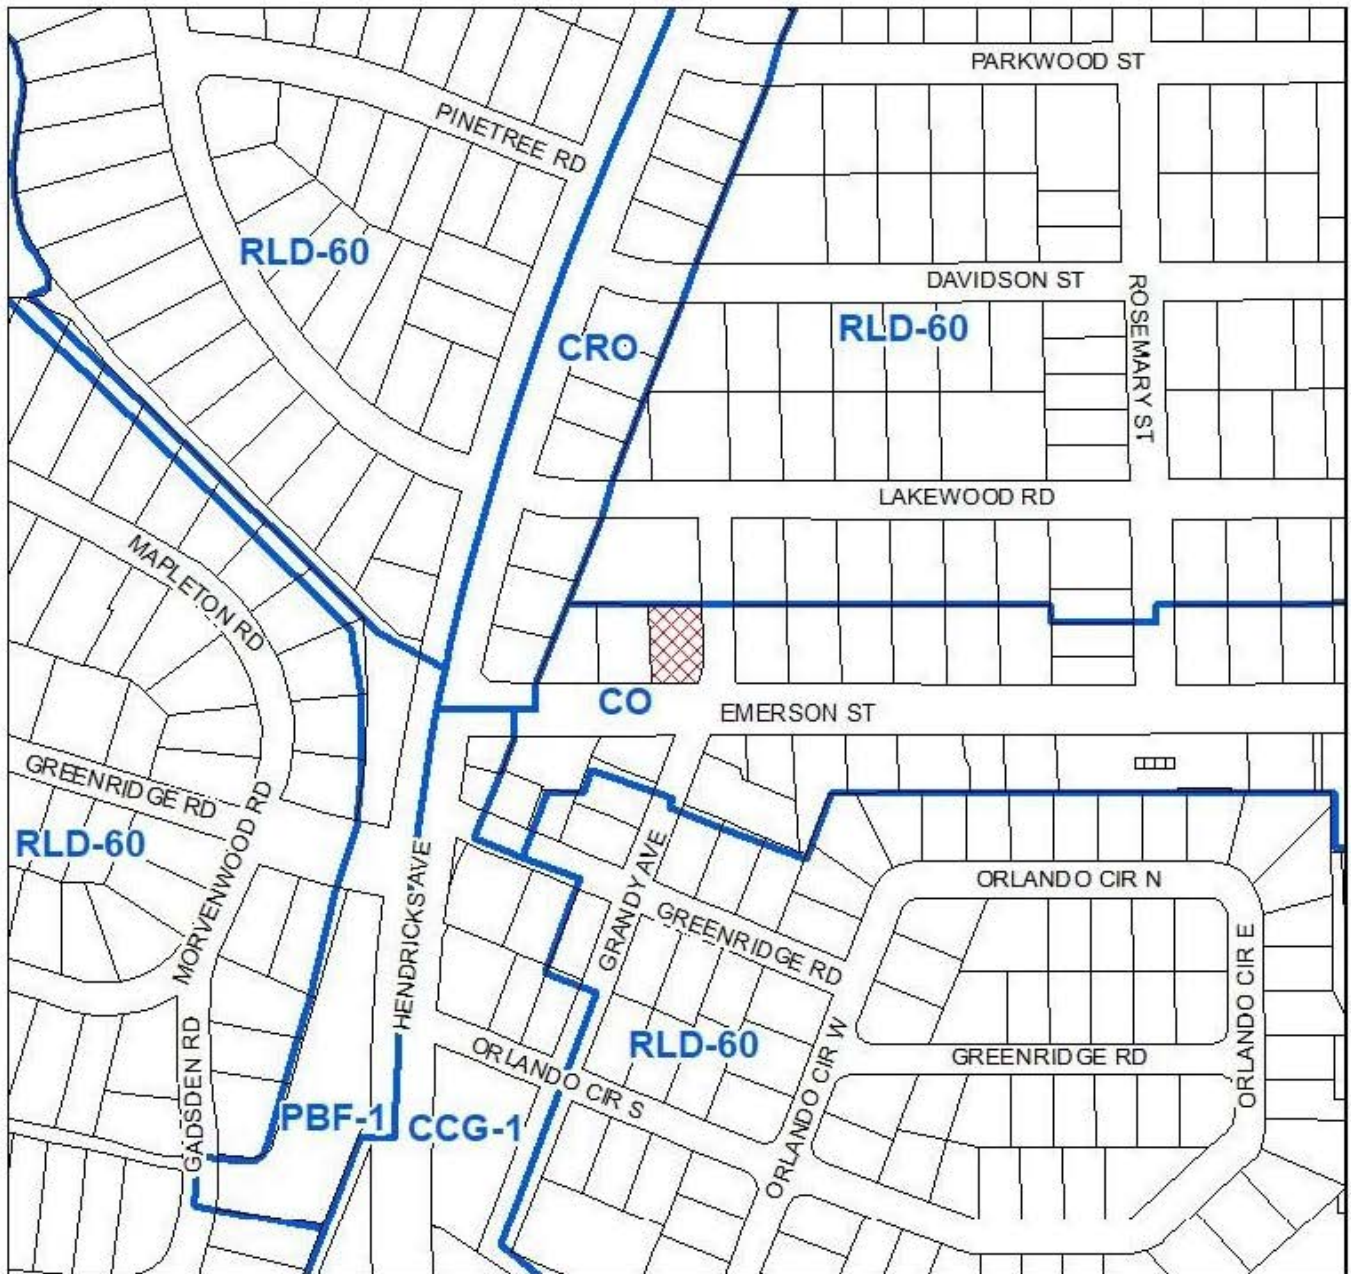 PARKWOOD ST
PINETREE RD
RLD-60
DAVIDSON ST
ROSEMARY ST
RLD-60
CRO
LAKEWOOD RD
MAPLETON RD
CO
EMERSON ST
GREENRIDGE RD
RLD-60
MORVENWOOD RD
HENDRICKS AVE
GRANDY AVE
ORLANDO CIR N
GREENRIDGE RD
ORLANDO CIR E
RLD-60
ORLANDO CIR W
GREENRIDGE RD
ORLANDO CIR S
GADSDEN RD
PBF-1
CCG-1